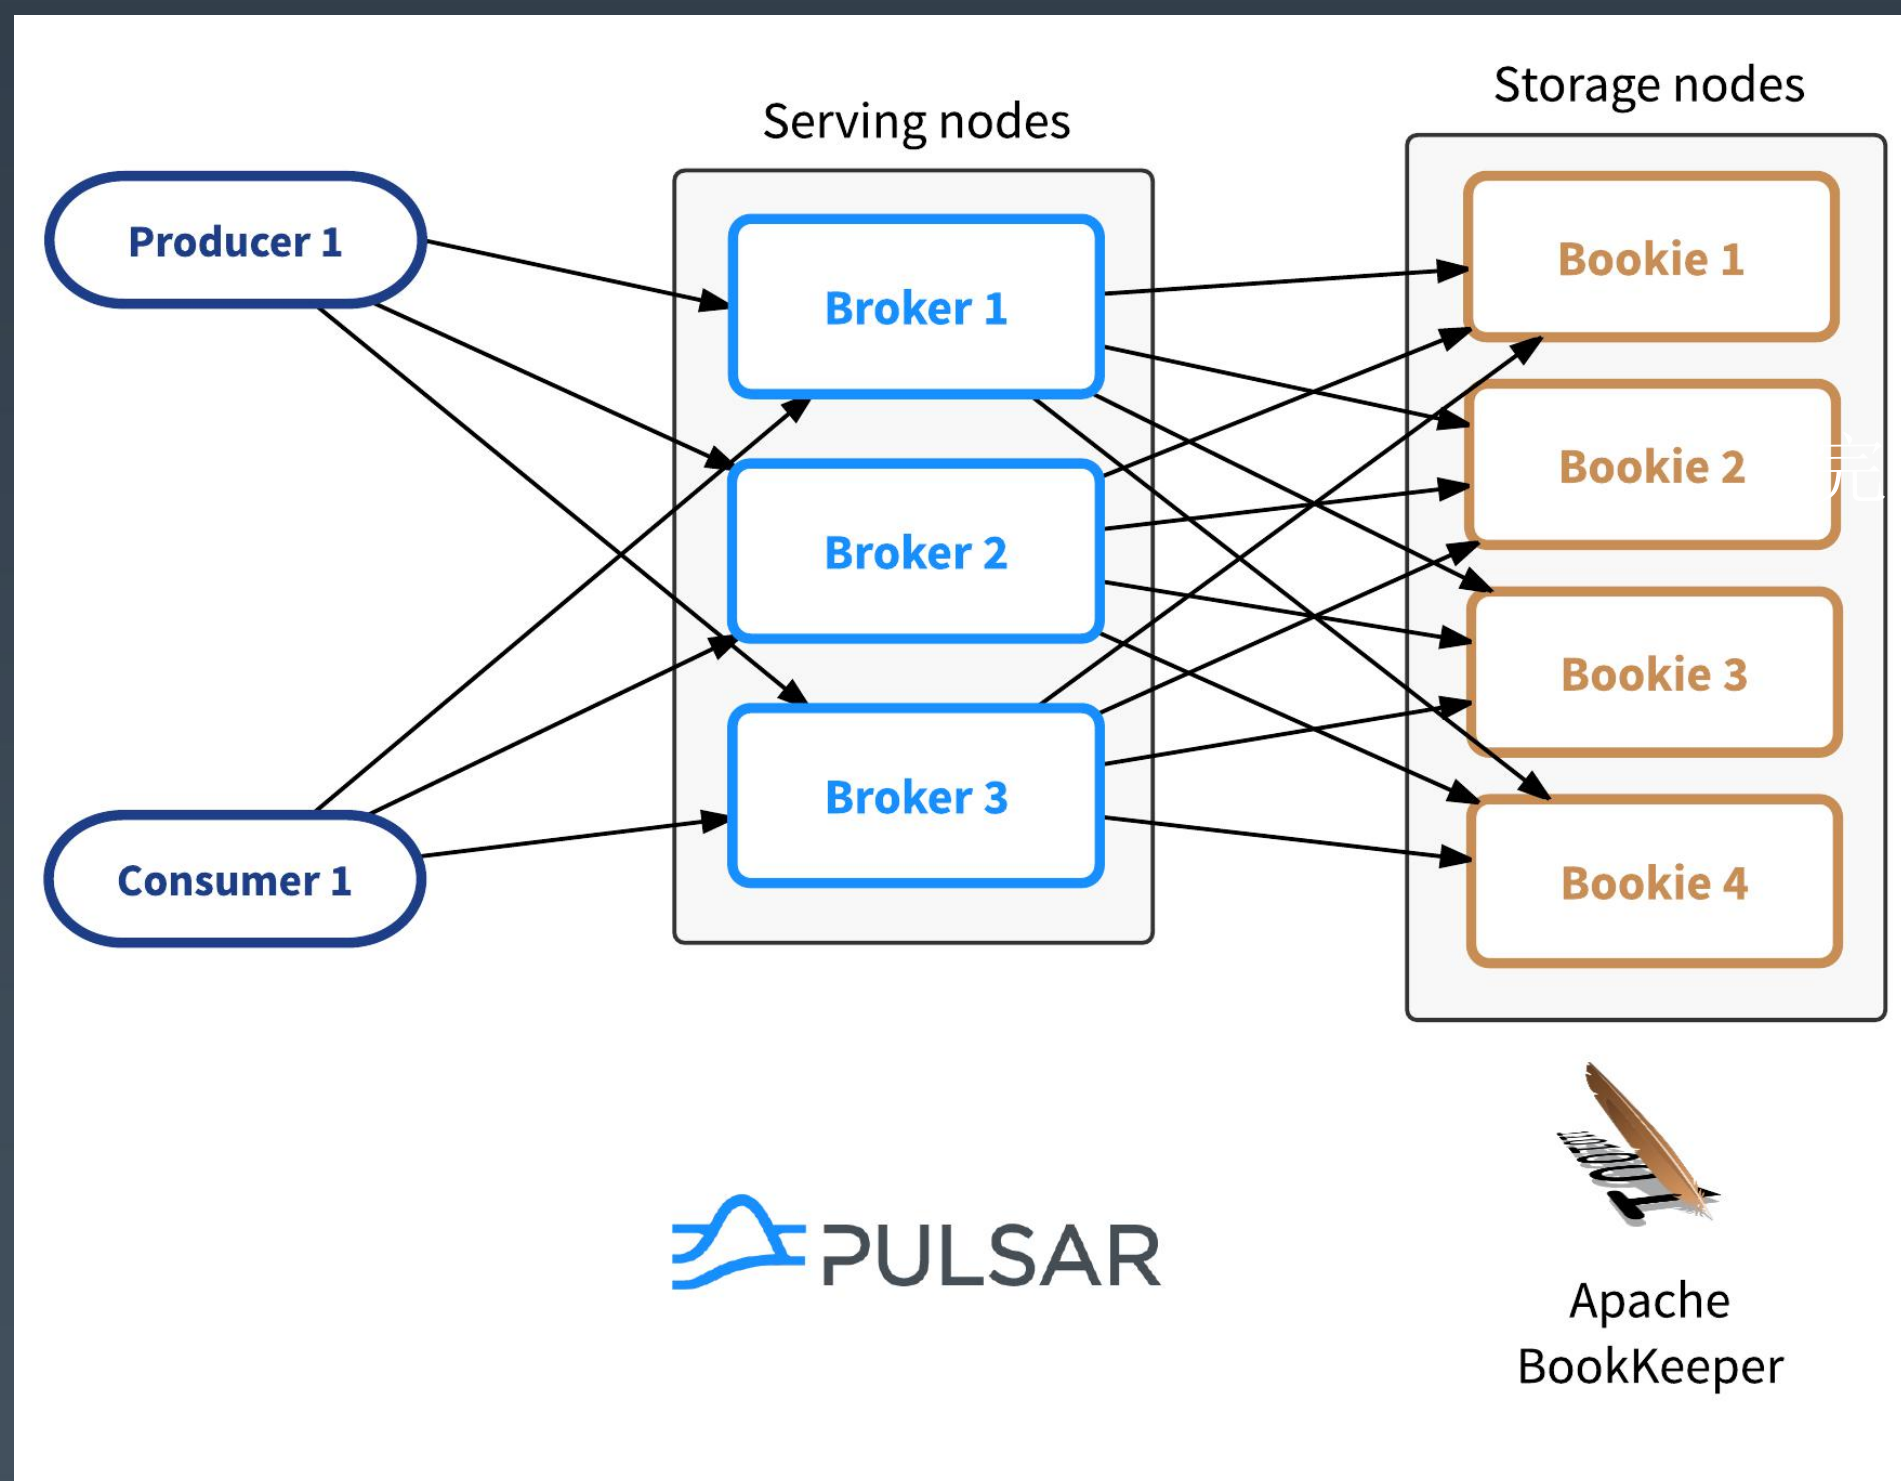 Storage nodes
Serving nodes
Producer 1
Broker 1
Bookie 1
Bookie 2
Broker 2
Bookie 3
Broker 3
Consumer 1
Bookie 4
PULSAR
Apache
BookKeeper